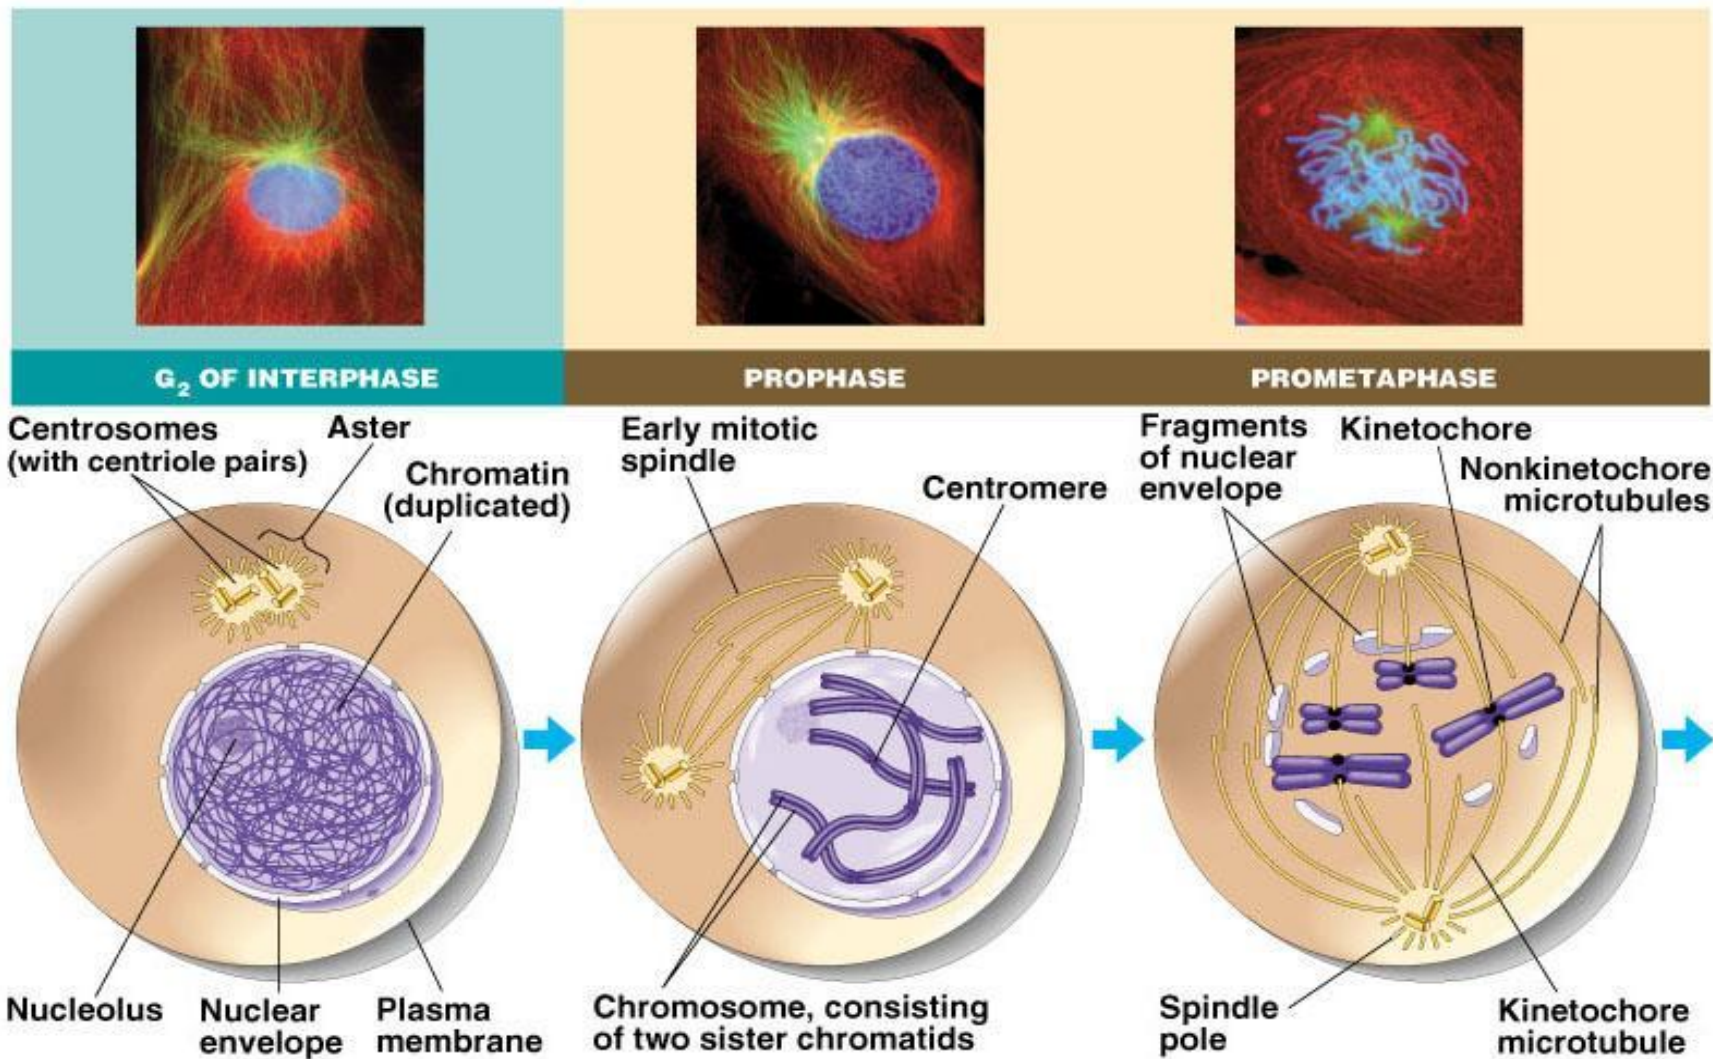 G₂ OF INTERPHASE
PROPHASE
PROMETAPHASE
Centrosomes
(with centriole pairs)
Aster
Chromatin
(duplicated)
Early mitotic
spindle
Centromere
Fragments
of nuclear
envelope
Kinetochore
Nonkinetochore
microtubules
Nucleolus
Nuclear
envelope
Plasma
membrane
Chromosome, consisting
of two sister chromatids
Spindle
pole
Kinetochore
microtubule